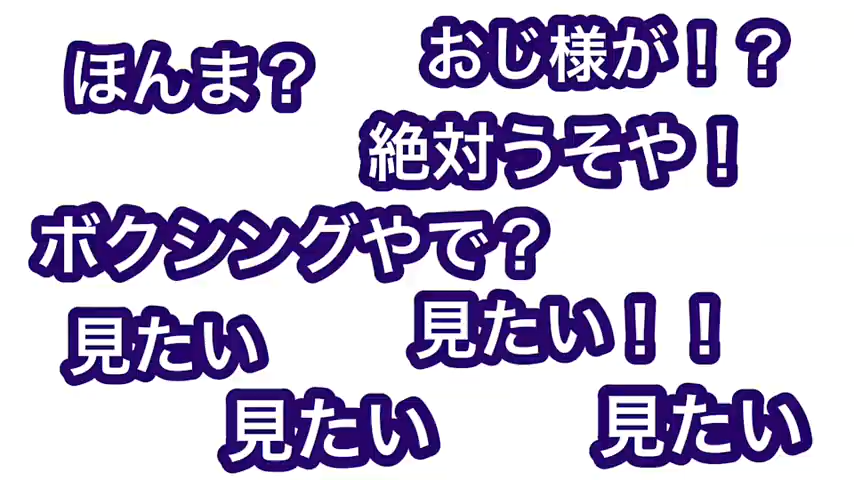 ほんま？
おじ様が！？
絶対うそや！
ボクシングやで？
見たい
見たい！！
見たい
見たい